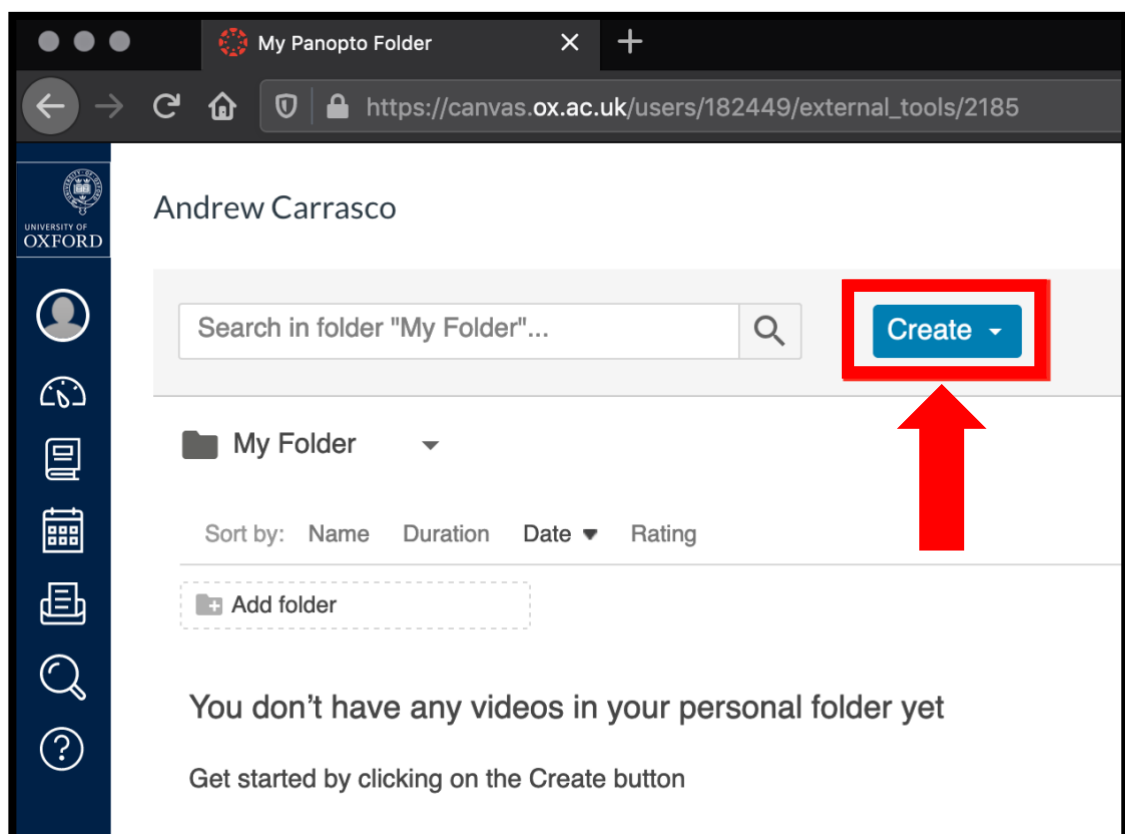 My Panopto Folder
https://canvas.ox.ac.uk/users/182449/external_tools/2185
UNIVERSITY OF
OXFORD
Andrew Carrasco
Search in folder "My Folder"...
Create
My Folder
Sort by: Name Duration Date Rating
Add folder
You don’t have any videos in your personal folder yet
Get started by clicking on the Create button